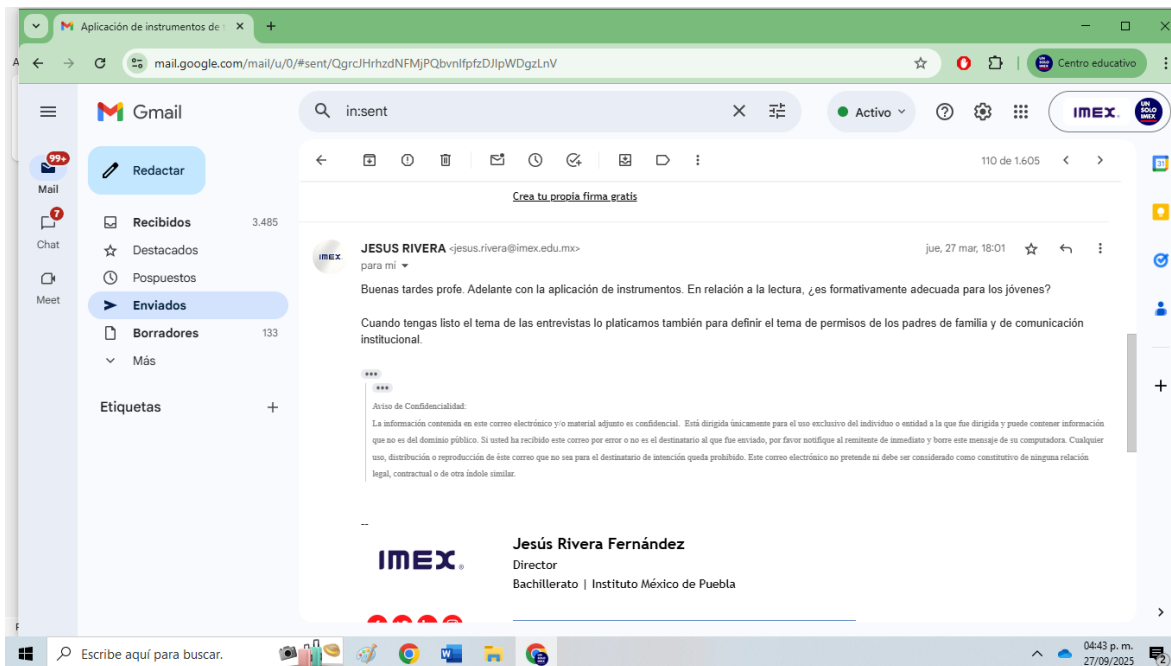 Aplicación de instrumentos de
mail.google.com/mail/u/0/#sent/QgrcJHrhzdNFMjPQbvnlfpfzDJlpWDgzLnV
Centro educativo
Gmail
in:sent
Activo
IMEX.
UN SOLO IMEX
99+
Mail
7
Chat
Meet
Redactar
Recibidos 3.485
Destacados
Pospuestos
Enviados
Borradores 133
Más
Etiquetas
110 de 1.605
Crea tu propia firma gratis
IMEX
JESUS RIVERA <jesus.rivera@imex.edu.mx>
jue, 27 mar, 18:01
para mí
Buenas tardes profe. Adelante con la aplicación de instrumentos. En relación a la lectura, ¿es formativamente adecuada para los jóvenes?
Cuando tengas listo el tema de las entrevistas lo platicamos también para definir el tema de permisos de los padres de familia y de comunicación
institucional.
Aviso de Confidencialidad:
La información contenida en este correo electrónico y/o material adjunto es confidencial. Está dirigida únicamente para el uso exclusivo del individuo o entidad a la que fue dirigida y puede contener información
que no es del dominio público. Si usted ha recibido este correo por error o no es el destinatario al que fue enviado, por favor notifique al remitente de inmediato y borre este mensaje de su computadora. Cualquier
uso, distribución o reproducción de éste correo que no sea para el destinatario de intención queda prohibido. Este correo electrónico no pretende ni debe ser considerado como constitutivo de ninguna relación
legal, contractual o de otra índole similar.
--
IMEX®
Jesús Rivera Fernández
Director
Bachillerato | Instituto México de Puebla
31
Escribe aquí para buscar.
04:43 p. m.
27/09/2025
2